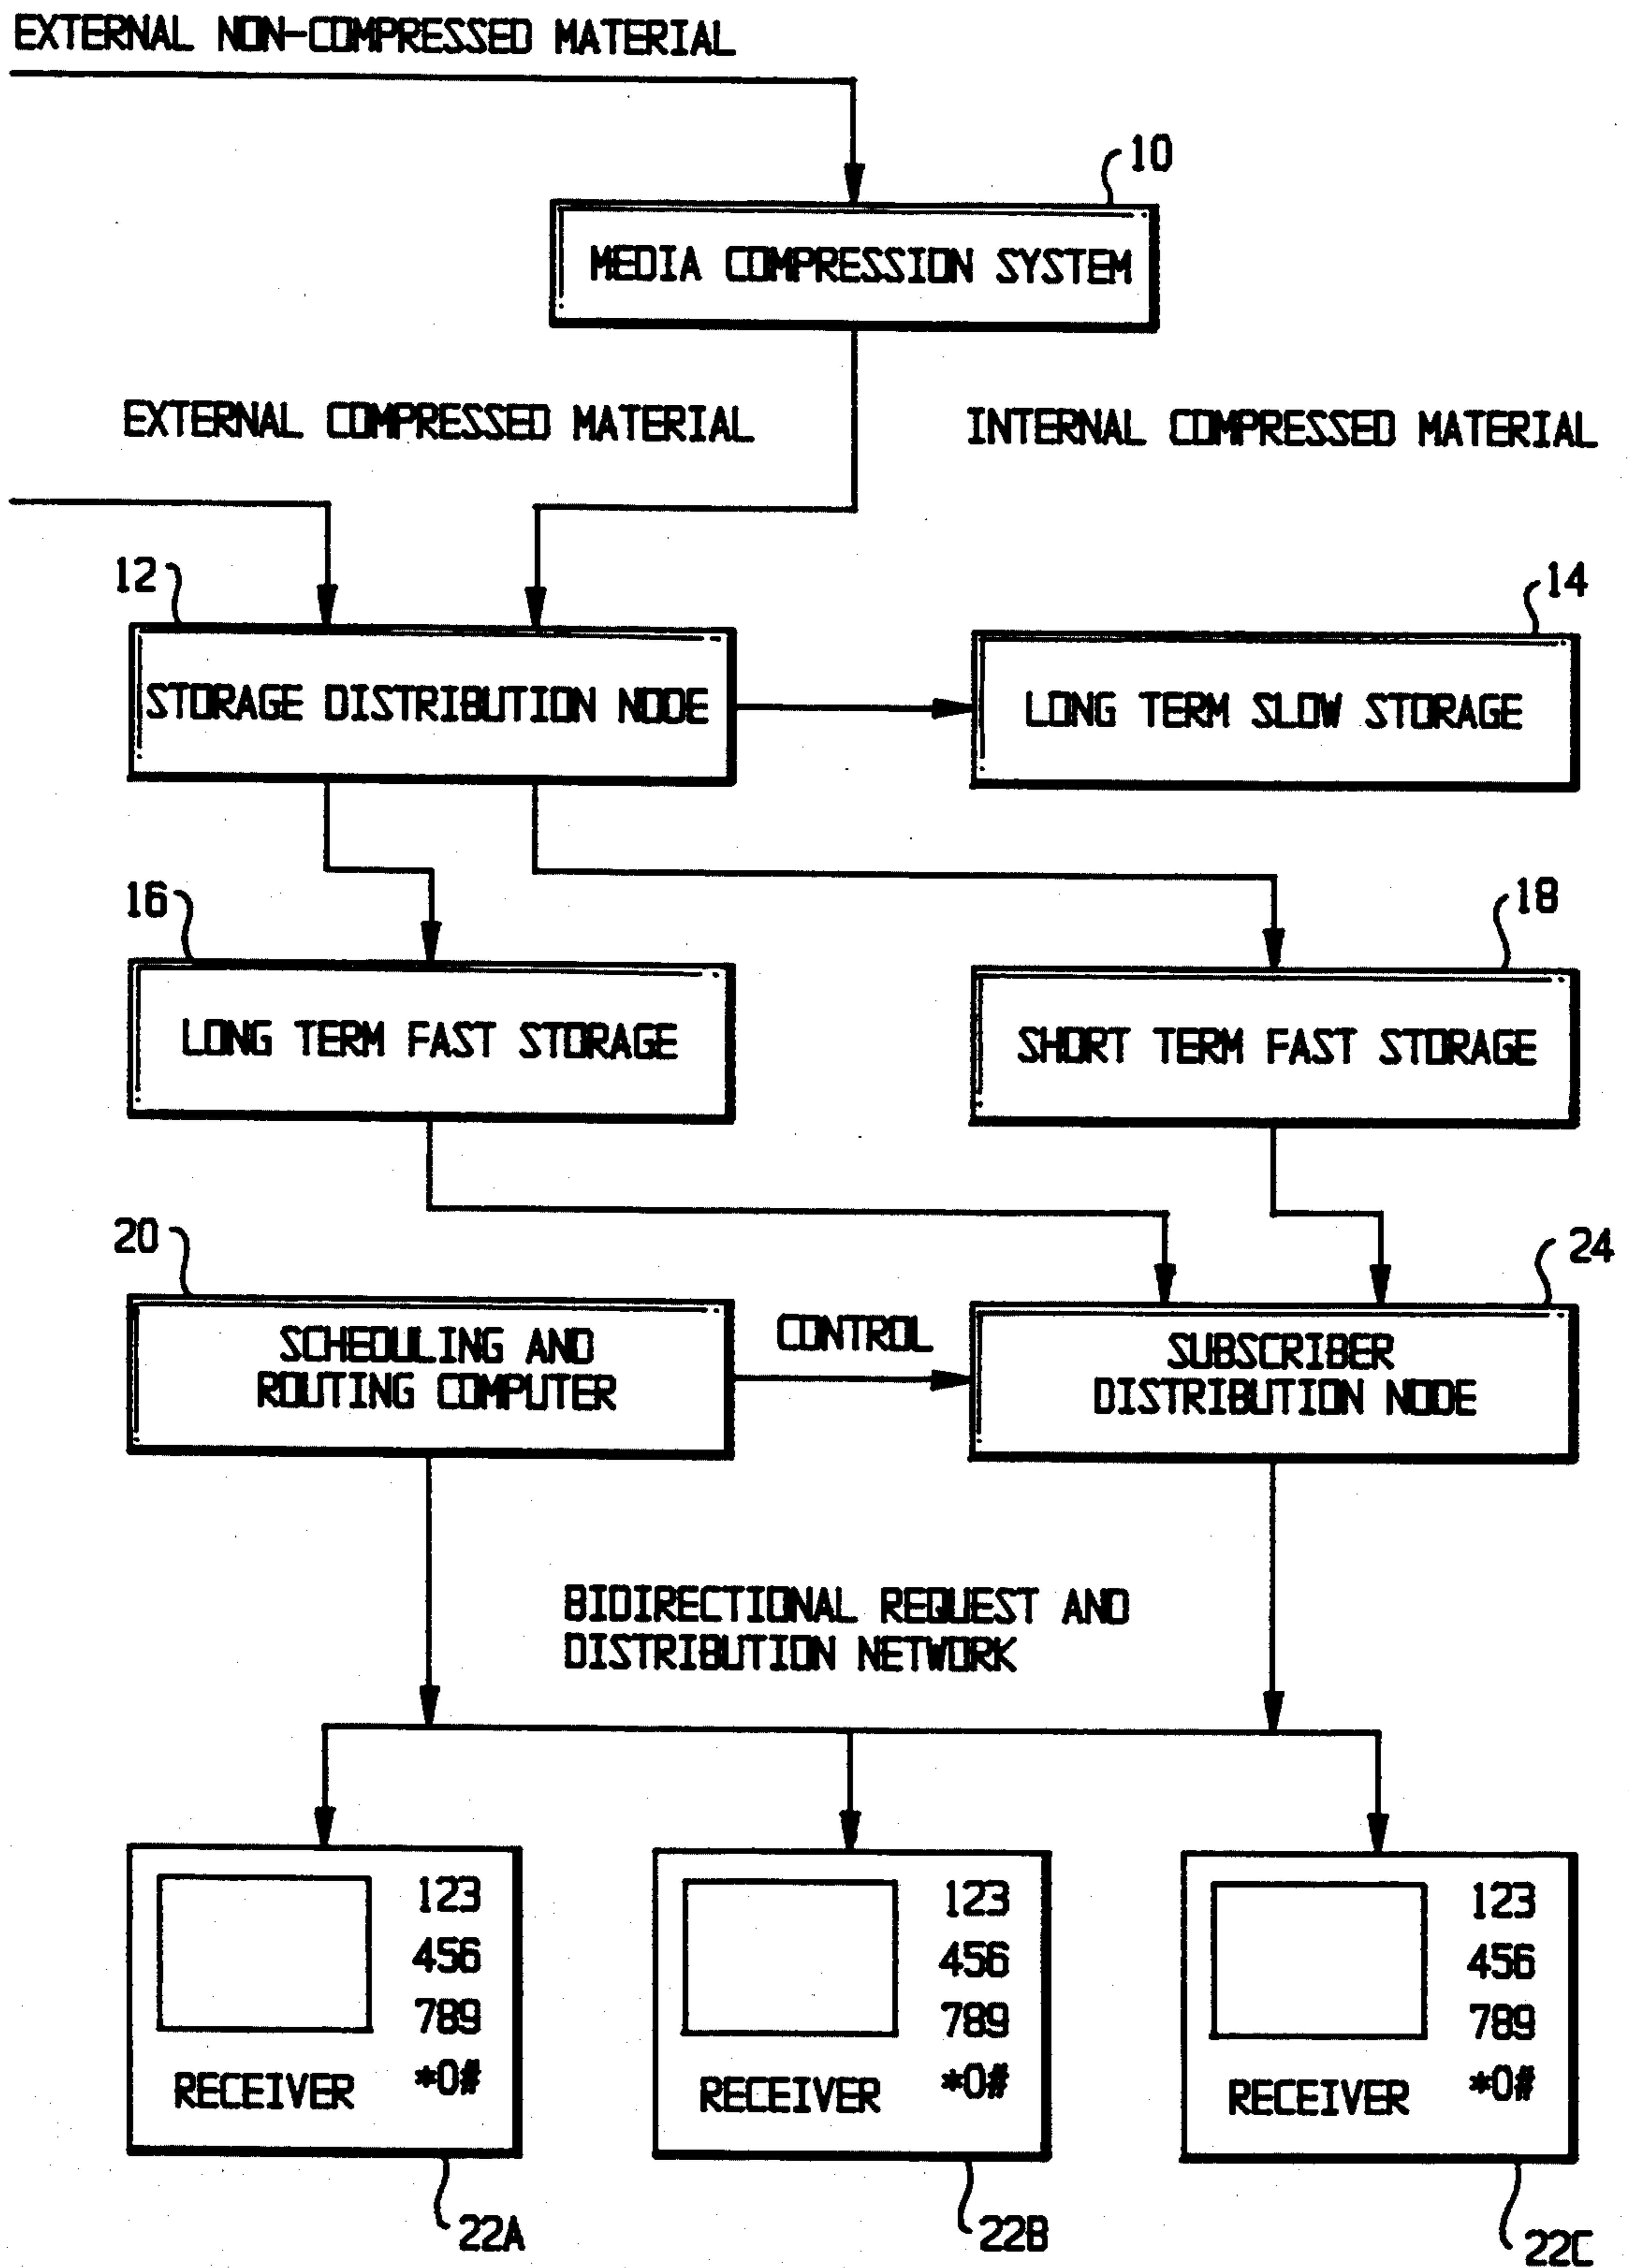 EXTERNAL NON-COMPRESSED MATERIAL
10
MEDIA COMPRESSION SYSTEM
EXTERNAL COMPRESSED MATERIAL
INTERNAL COMPRESSED MATERIAL
12
14
STORAGE DISTRIBUTION NODE
LONG TERM SLOW STORAGE
16
18
LONG TERM FAST STORAGE
SHORT TERM FAST STORAGE
20
24
SCHEDULING AND
ROUTING COMPUTER
CONTROL
SUBSCRIBER
DISTRIBUTION NODE
BIDIRECTIONAL REQUEST AND
DISTRIBUTION NETWORK
123
456
789
*0#
RECEIVER
123
456
789
*0#
RECEIVER
123
456
789
*0#
RECEIVER
22A
22B
22C